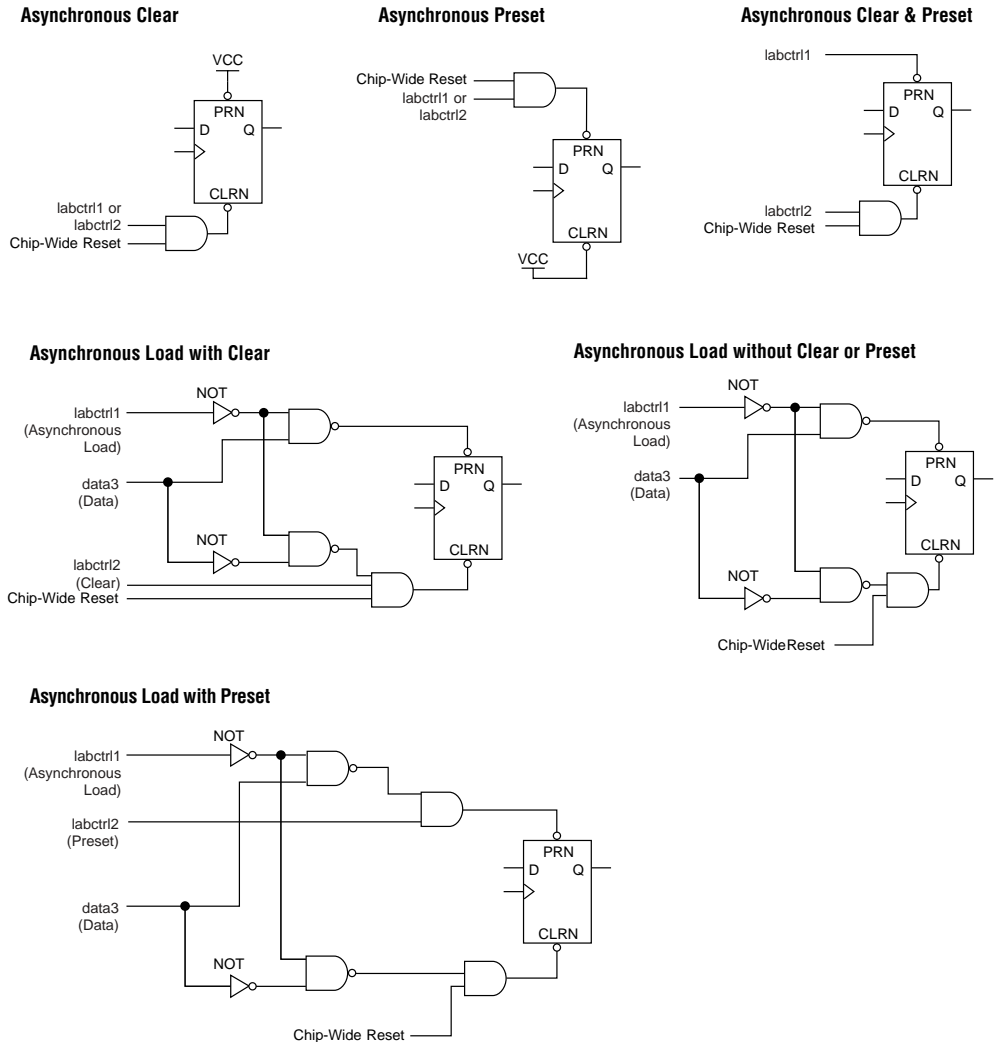 Asynchronous Clear
VCC
PRN
D Q
CLRN
labctrl1 or
labctrl2
Chip-Wide Reset
Asynchronous Preset
Chip-Wide Reset
labctrl1 or
labctrl2
PRN
D Q
CLRN
VCC
Asynchronous Clear & Preset
labctrl1
PRN
D Q
CLRN
labctrl2
Chip-Wide Reset
Asynchronous Load with Clear
NOT
labctrl1
(Asynchronous
Load)
PRN
data3
(Data)
D Q
NOT
CLRN
labctrl2
(Clear)
Chip-Wide Reset
Asynchronous Load without Clear or Preset
NOT
labctrl1
(Asynchronous
Load)
PRN
data3
(Data)
D Q
CLRN
NOT
Chip-WideReset
Asynchronous Load with Preset
NOT
labctrl1
(Asynchronous
Load)
labctrl2
(Preset)
PRN
D Q
data3
(Data)
CLRN
NOT
Chip-Wide Reset